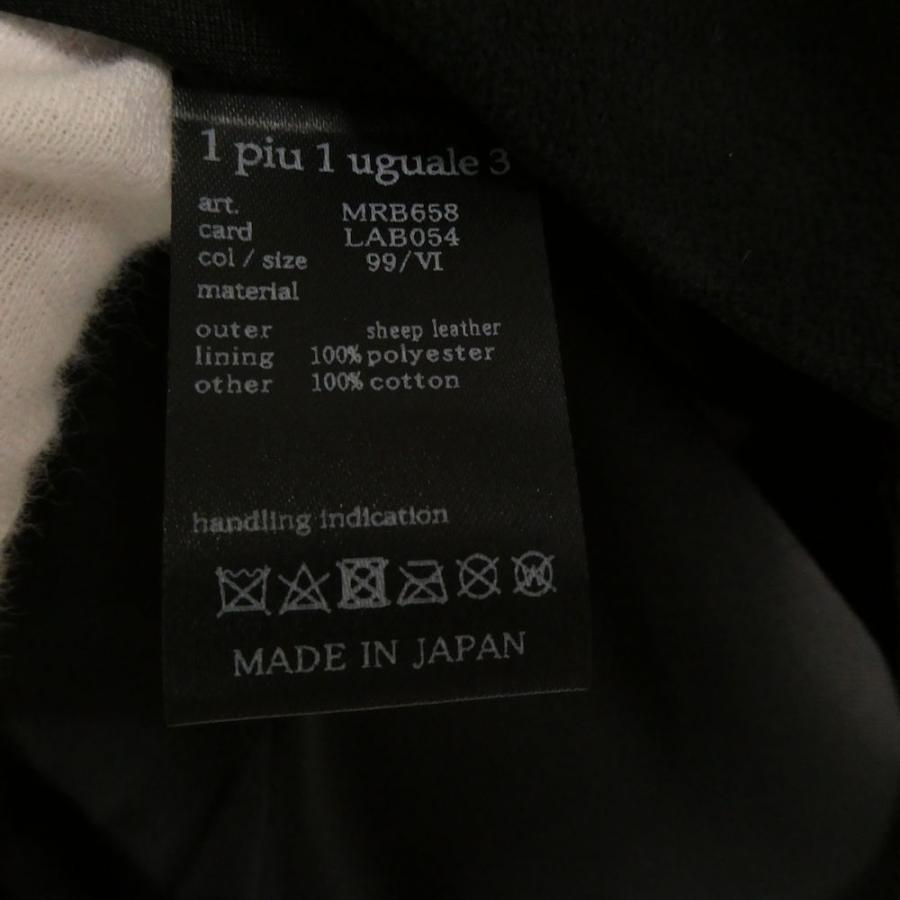 1 piu 1 uguale 3
art. MRB658
card LAB054
col / size 99/VI
material
outer sheep leather
lining 100% polyester
other 100% cotton
handling indication
W
MADE IN JAPAN